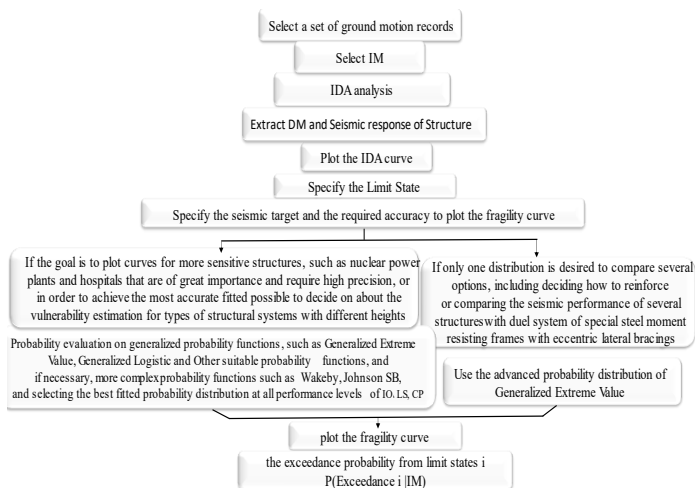 Select a set of ground motion records
Select IM
IDA analysis
Extract DM and Seismic response of Structure
Plot the IDA curve
Specify the Limit State
Specify the seismic target and the required accuracy to plot the fragility curve
If the goal is to plot curves for more sensitive structures, such as nuclear power
plants and hospitals that are of great importance and require high precision, or
in order to achieve the most accurate fitted possible to decide on about the
vulnerability estimation for types of structural systems with different heights
If only one distribution is desired to compare several
options, including deciding how to reinforce
or comparing the seismic performance of several
structures with duel system of special steel moment
resisting frames with eccentric lateral bracings
Probability evaluation on generalized probability functions, such as Generalized Extreme
Value, Generalized Logistic and Other suitable probability functions, and
if necessary, more complex probability functions such as Wakeby, Johnson SB,
and selecting the best fitted probability distribution at all performance levels of IO. LS, CP
Use the advanced probability distribution of
Generalized Extreme Value
plot the fragility curve
the exceedance probability from limit states i
P(Exceedance i |IM)